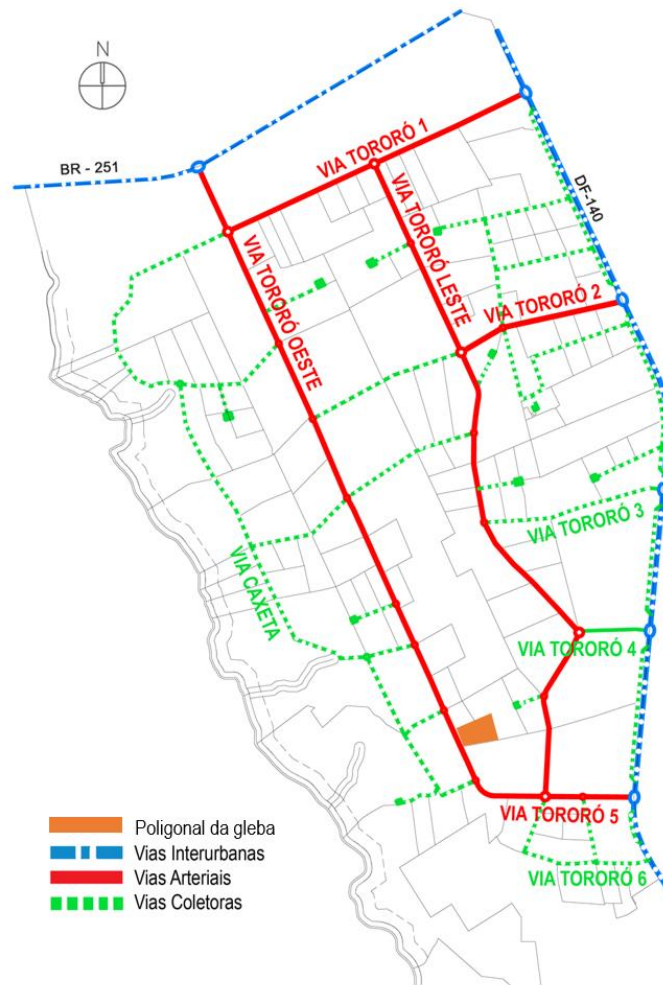 N
BR - 251
VIA TORORÓ 1
DF-140
VIA TORORÓ LESTE
VIA TORORÓ OESTE
VIA TORORÓ 2
VIA TORORÓ 3
VIA CAXETA
VIA TORORÓ 4
VIA TORORÓ 5
VIA TORORÓ 6
Poligonal da gleba
Vias Interurbanas
Vias Arteriais
Vias Coletoras